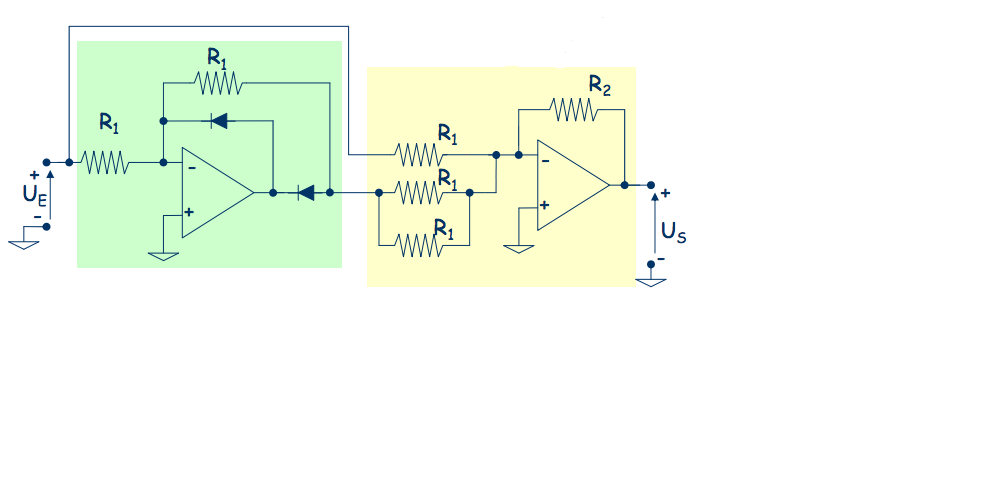 R1
R1
R2
R1
R1
R1
+
UE
-
-
+
-
+
+
US
-